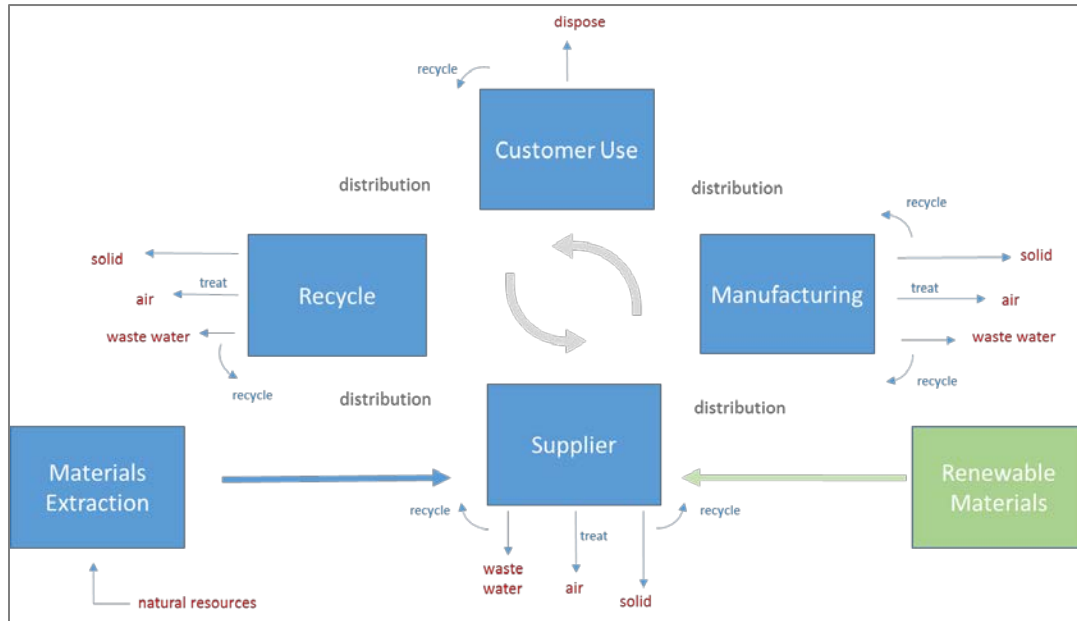 dispose
recycle
Customer Use
distribution
distribution
recycle
solid
treat
air
waste water
recycle
Recycle
Manufacturing
solid
treat
air
waste water
recycle
distribution
distribution
Materials
Extraction
Supplier
Renewable
Materials
recycle
treat
recycle
waste
water
air
solid
natural resources